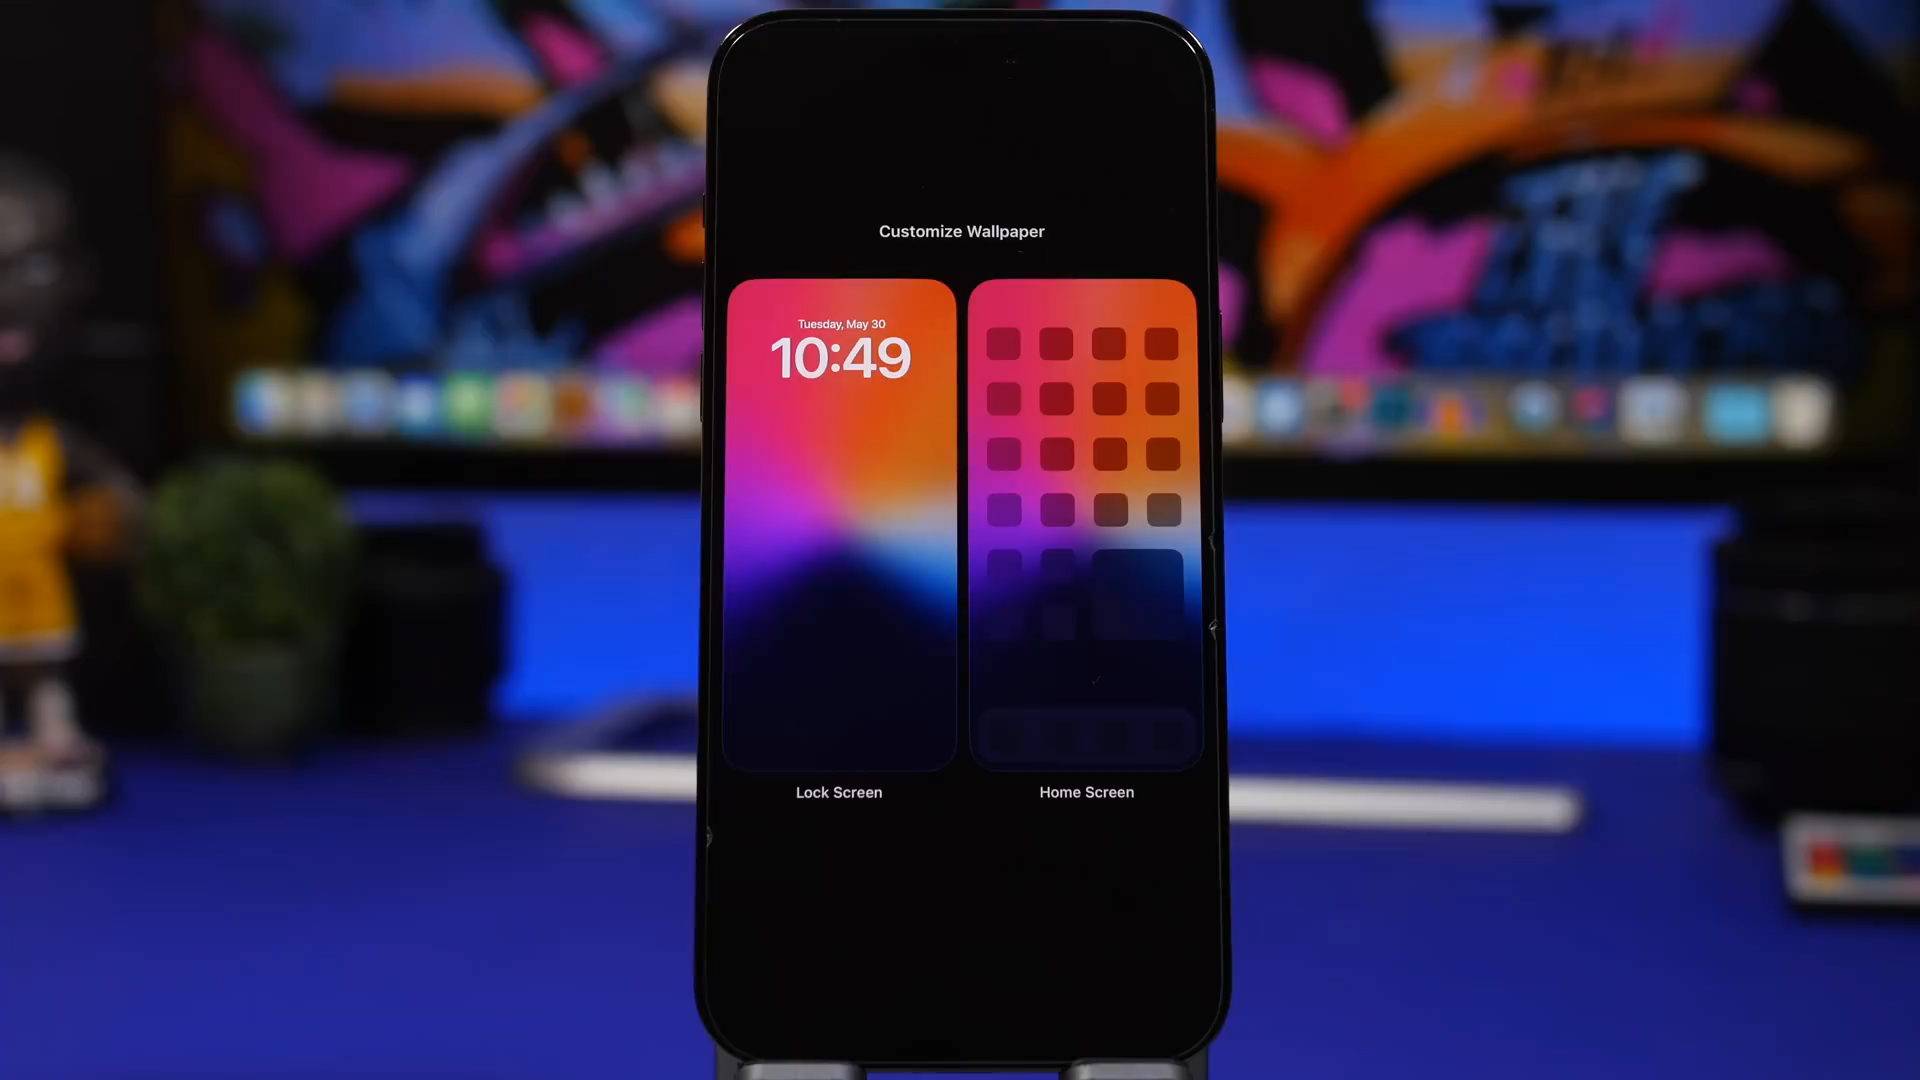 Customize Wallpaper
Tuesday, May 30
10:49
Lock Screen
Home Screen